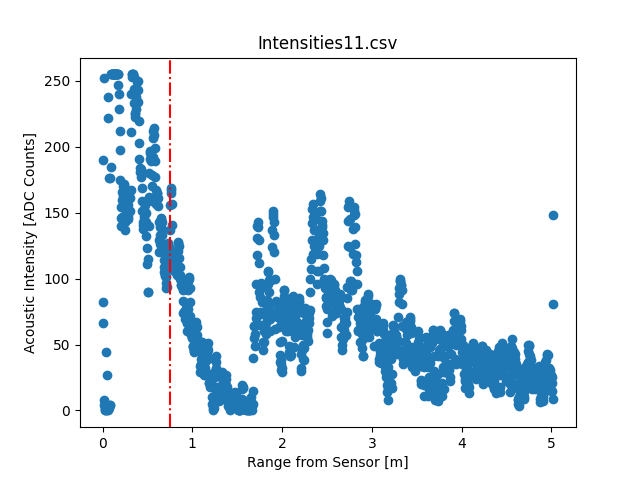 Intensities11.csv
Acoustic Intensity [ADC Counts]
250
200
150
100
50
0
0 1 2 3 4 5
Range from Sensor [m]